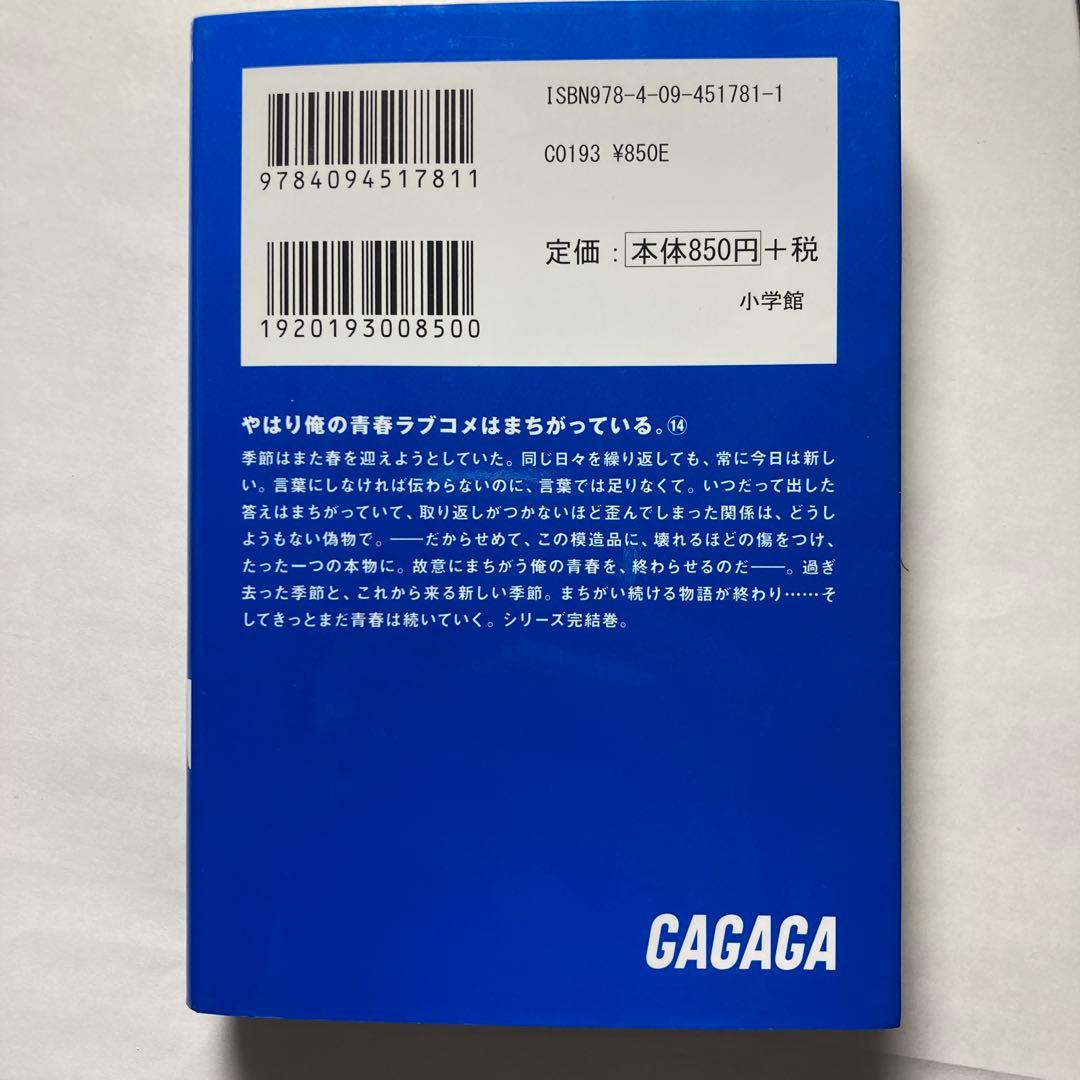 ISBN978-4-09-451781-1
C0193 ¥850E
9784094517811
定価：本体850円＋税
小学館
1920193008500
やはり俺の青春ラブコメはまちがっている。⑭
季節はまた春を迎えようとしていた。同じ日々を繰り返しても、常に今日は新し
い。言葉にしなければ伝わらないのに、言葉では足りなくて。いつだって出した
答えはまちがっていて、取り返しがつかないほど歪んでしまった関係は、どうし
ようもない偽物で。――だからせめて、この模造品に、壊れるほどの傷をつけ、
たった一つの本物に。故意にまちがう俺の青春を、終わらせるのだ――。過ぎ
去った季節と、これから来る新しい季節。まちがい続ける物語が終わり……そ
してきっとまだ青春は続いていく。シリーズ完結巻。
GAGAGA